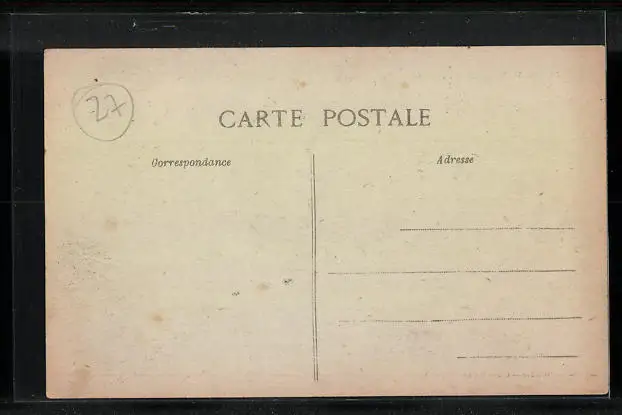 27
CARTE POSTALE
Correspondance
Adresse